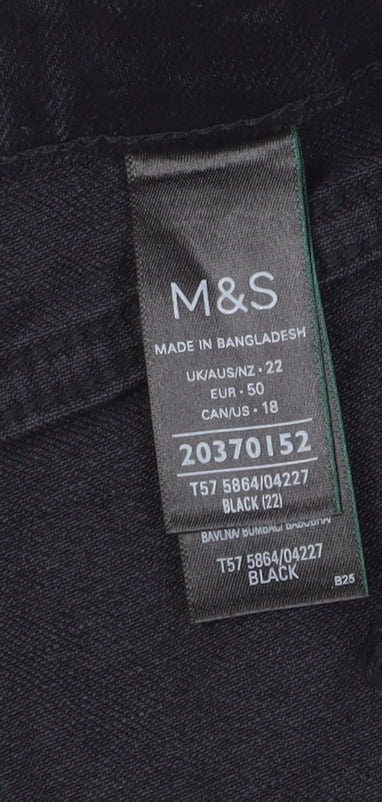 M&S
MADE IN BANGLADESH
UK/AUS/NZ • 22
EUR • 50
CAN/US • 18
20370152
T57 5864/04227
BLACK (22)
BAVLNA/ BUMBAC/
T57 5864/04227
BLACK
B25